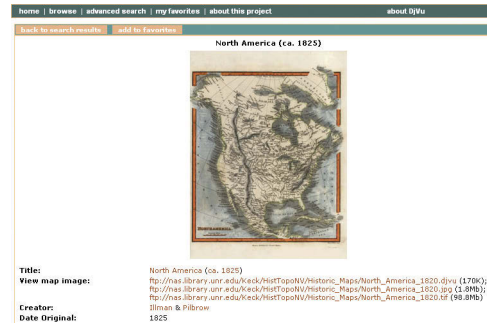 home | browse | advanced search | my favorites | about this project about DjVu
back to search results add to favorites
North America (ca. 1825)
Title: North America (ca. 1825)
View map image: ftp://nas.library.unr.edu/Keck/HistTopoNV/Historic_Maps/North_America_1820.djvu (170K);
ftp://nas.library.unr.edu/Keck/HistTopoNV/Historic_Maps/North_America_1820.jpg (1.8Mb);
ftp://nas.library.unr.edu/Keck/HistTopoNV/Historic_Maps/North_America_1820.tif (98.8Mb)
Creator: Illman & Pilbrow
Date Original: 1825